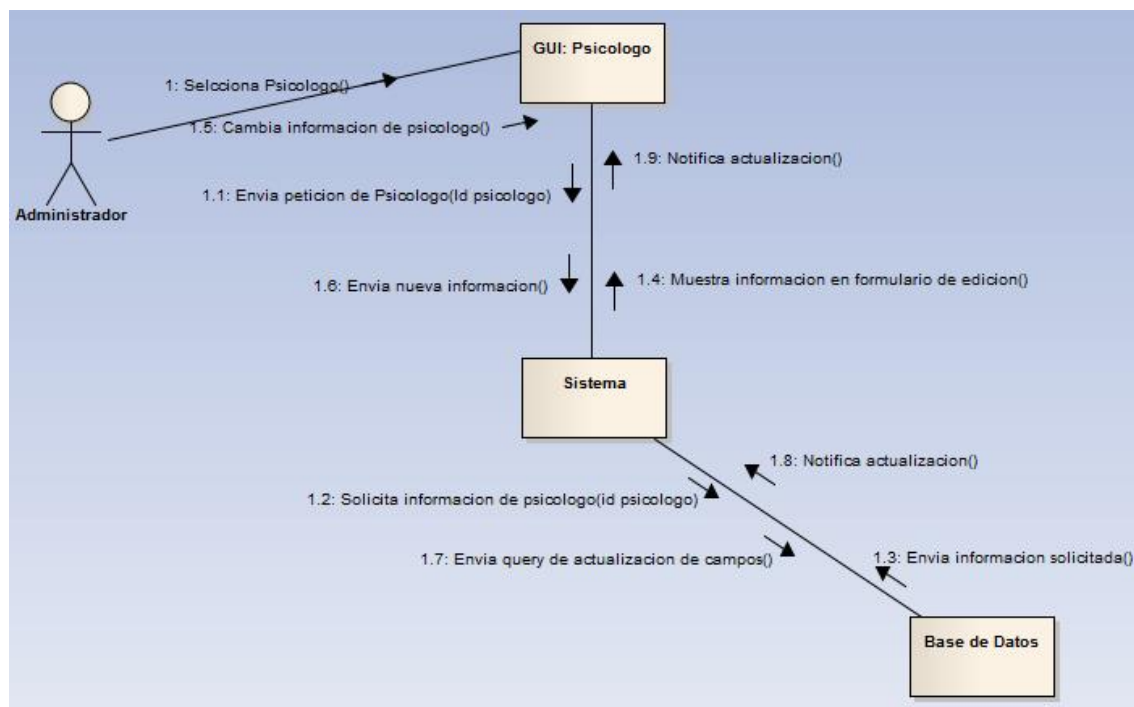 GUI: Psicologo
1: Selcciona Psicologo()
1.5: Cambia informacion de psicologo()
1.9: Notifica actualizacion()
1.1: Envia peticion de Psicologo(Id psicologo)
Administrador
1.6: Envia nueva informacion()
1.4: Muestra informacion en formulario de edicion()
Sistema
1.8: Notifica actualizacion()
1.2: Solicita informacion de psicologo(id psicologo)
1.7: Envia query de actualizacion de campos()
1.3: Envia informacion solicitada()
Base de Datos